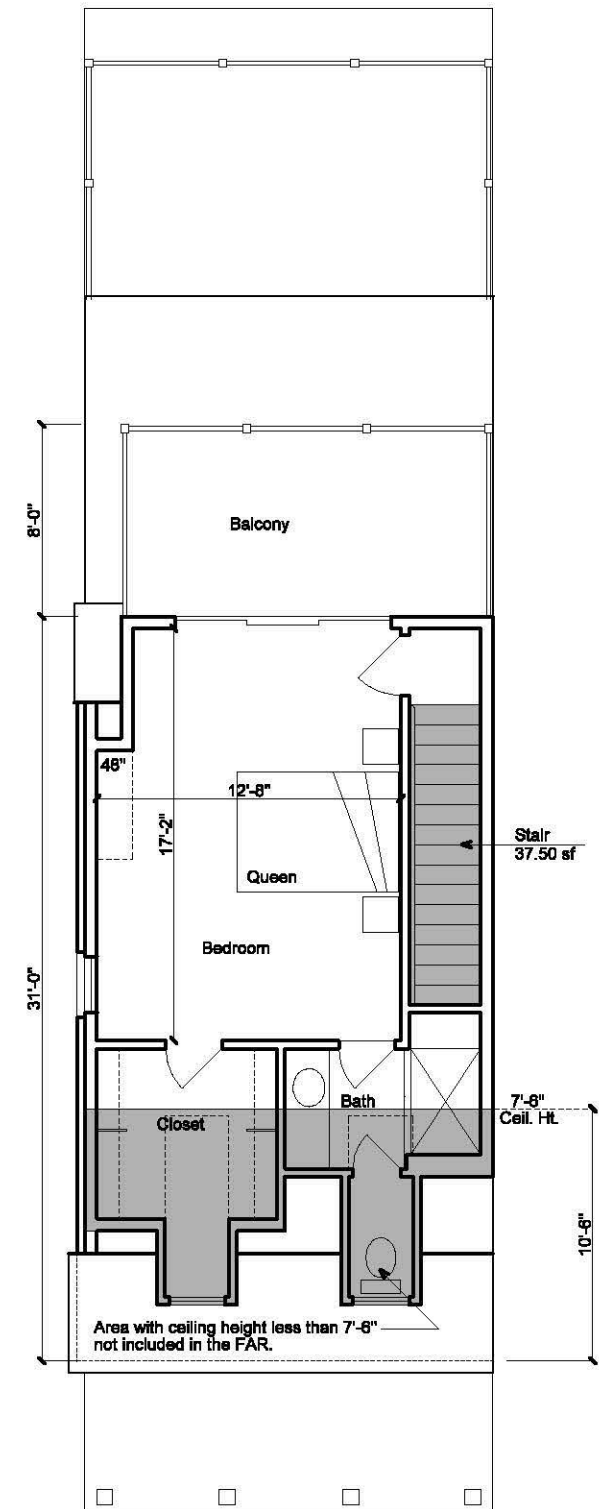 8'-0"
Balcony
48"
12'-8"
17'-2"
Stair
37.50 sf
Queen
Bedroom
31'-0"
Bath
7'-6"
Ceil. Ht.
Closet
10'-6"
Area with ceiling height less than 7'-6"
not included in the FAR.